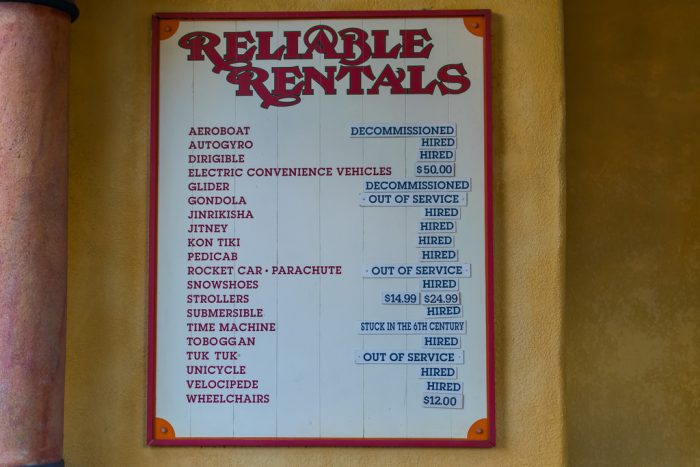 RELIABLE
RENTALS
AEROBOAT DECOMMISSIONED
AUTOGYRO HIRED
DIRIGIBLE HIRED
ELECTRIC CONVENIENCE VEHICLES $50.00
GLIDER DECOMMISSIONED
GONDOLA · OUT OF SERVICE ·
JINRIKISHA HIRED
JITNEY HIRED
KON TIKI HIRED
PEDICAB HIRED
ROCKET CAR · PARACHUTE · OUT OF SERVICE ·
SNOWSHOES HIRED
STROLLERS $14.99 $24.99
SUBMERSIBLE HIRED
TIME MACHINE STUCK IN THE 6TH CENTURY
TOBOGGAN HIRED
TUK TUK · OUT OF SERVICE ·
UNICYCLE HIRED
VELOCIPEDE HIRED
WHEELCHAIRS $12.00